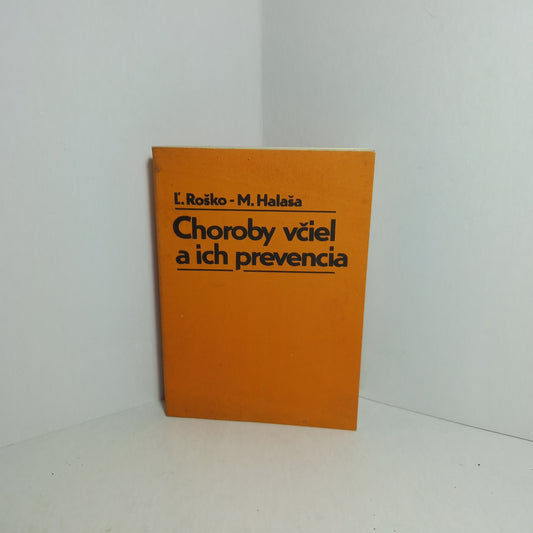 Ľ. Roško - M. Halaša
Choroby včiel
a ich prevencia